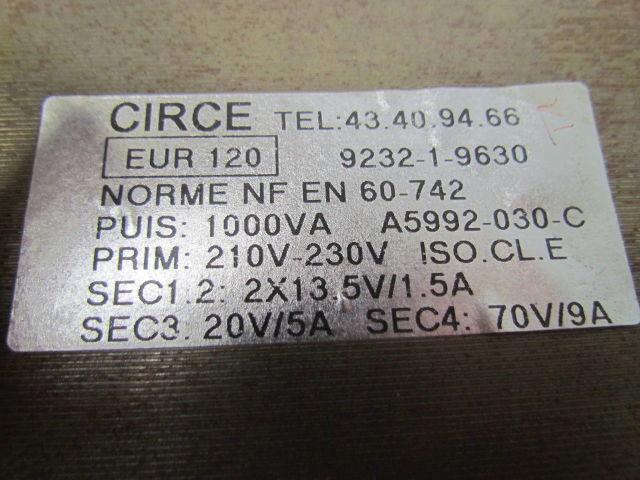 CIRCE TEL:43.40.94.66
EUR 120 9232-1-9630
NORME NF EN 60-742
PUIS: 1000VA A5992-030-C
PRIM: 210V-230V ISO.CL.E
SEC1.2: 2X13.5V/1.5A
SEC3. 20V/5A SEC4: 70V/9A